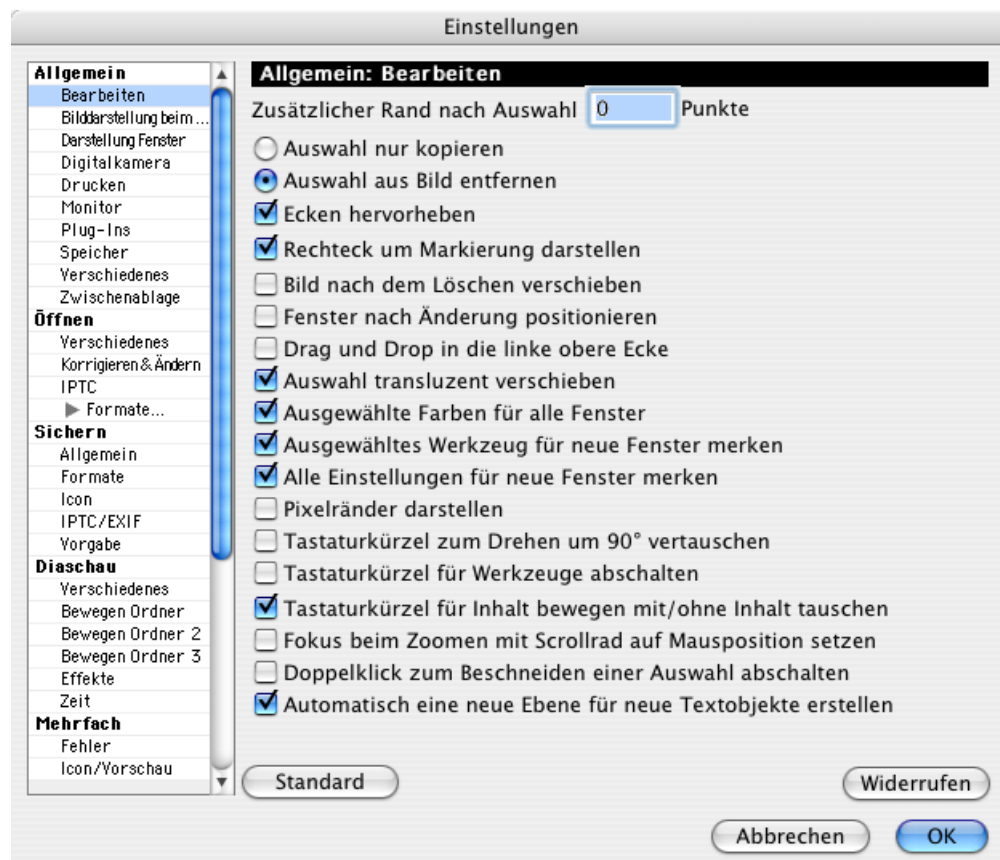 Einstellungen
Allgemein
Bearbeiten
Bilddarstellung beim ...
Darstellung Fenster
Digitalkamera
Drucken
Monitor
Plug-Ins
Speicher
Verschiedenes
Zwischenablage
Öffnen
Verschiedenes
Korrigieren & Ändern
IPTC
Formate...
Sichern
Allgemein
Formate
Icon
IPTC/EXIF
Vorgabe
Diaschau
Verschiedenes
Bewegen Ordner
Bewegen Ordner 2
Bewegen Ordner 3
Effekte
Zeit
Mehrfach
Fehler
Icon/Vorschau
Allgemein: Bearbeiten
Zusätzlicher Rand nach Auswahl 0 Punkte
Auswahl nur kopieren
Auswahl aus Bild entfernen
Ecken hervorheben
Rechteck um Markierung darstellen
Bild nach dem Löschen verschieben
Fenster nach Änderung positionieren
Drag und Drop in die linke obere Ecke
Auswahl transluzent verschieben
Ausgewählte Farben für alle Fenster
Ausgewähltes Werkzeug für neue Fenster merken
Alle Einstellungen für neue Fenster merken
Pixelränder darstellen
Tastaturkürzel zum Drehen um 90° vertauschen
Tastaturkürzel für Werkzeuge abschalten
Tastaturkürzel für Inhalt bewegen mit/ohne Inhalt tauschen
Fokus beim Zoomen mit Scrollrad auf Mausposition setzen
Doppelklick zum Beschneiden einer Auswahl abschalten
Automatisch eine neue Ebene für neue Textobjekte erstellen
Standard
Widerrufen
Abbrechen
OK